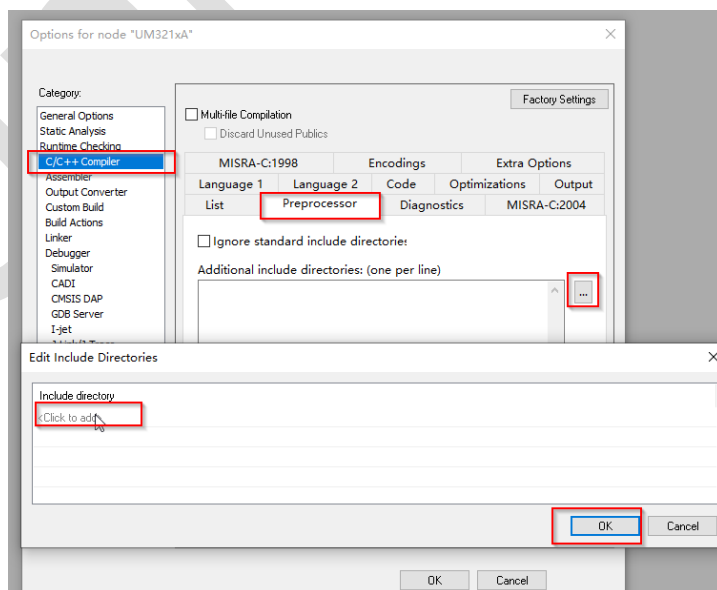 Options for node "UM321xA"
Category:
Factory Settings
General Options
Static Analysis
Runtime Checking
C/C++ Compiler
Assembler
Output Converter
Custom Build
Build Actions
Linker
Debugger
Simulator
CADI
CMSIS DAP
GDB Server
I-jet
Multi-file Compilation
Discard Unused Publics
MISRA-C:1998 Encodings Extra Options
Language 1 Language 2 Code Optimizations Output
List Preprocessor Diagnostics MISRA-C:2004
Ignore standard include directories
Additional include directories: (one per line)
...
Edit Include Directories
Include directory
<Click to add>
OK Cancel
OK Cancel